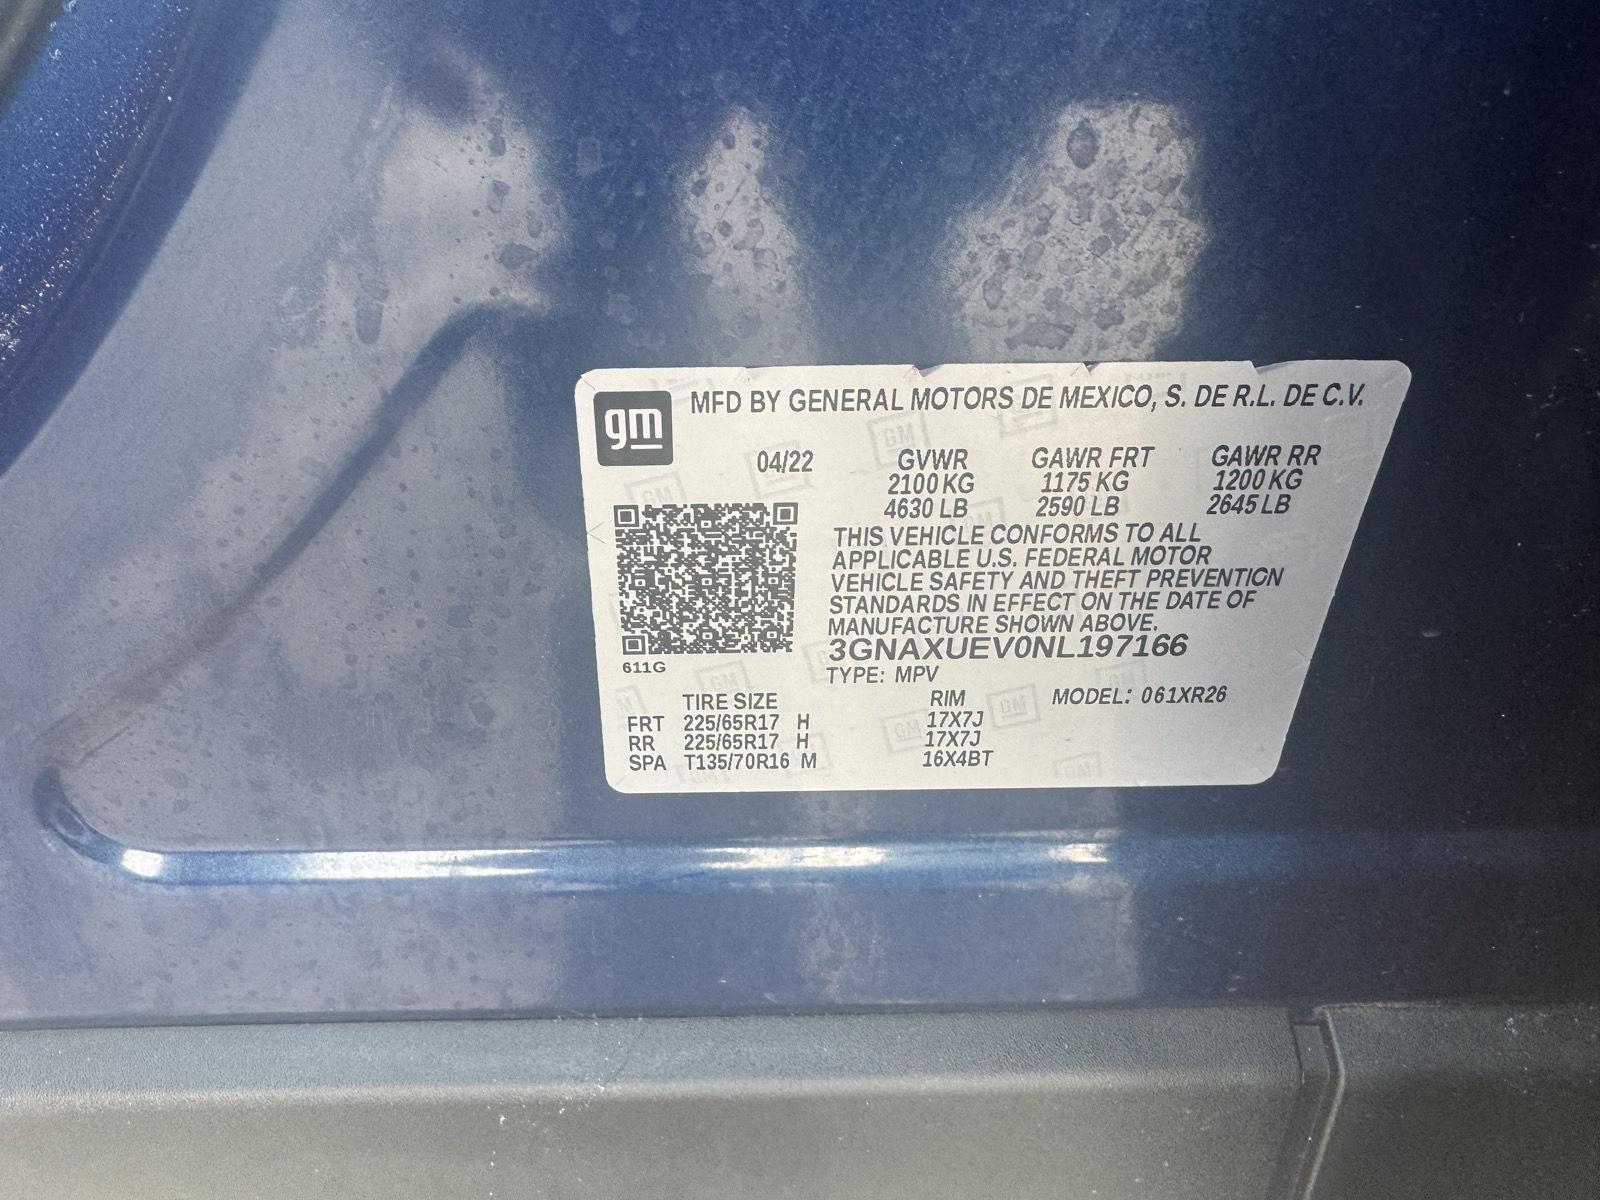 gm MFD BY GENERAL MOTORS DE MEXICO, S. DE R.L. DE C.V.
04/22 GVWR GAWR FRT GAWR RR
2100 KG 1175 KG 1200 KG
4630 LB 2590 LB 2645 LB
THIS VEHICLE CONFORMS TO ALL
APPLICABLE U.S. FEDERAL MOTOR
VEHICLE SAFETY AND THEFT PREVENTION
STANDARDS IN EFFECT ON THE DATE OF
MANUFACTURE SHOWN ABOVE.
3GNAXUEV0NL197166
611G
TYPE: MPV
TIRE SIZE RIM MODEL: 061XR26
FRT 225/65R17 H 17X7J
RR 225/65R17 H 17X7J
SPA T135/70R16 M 16X4BT